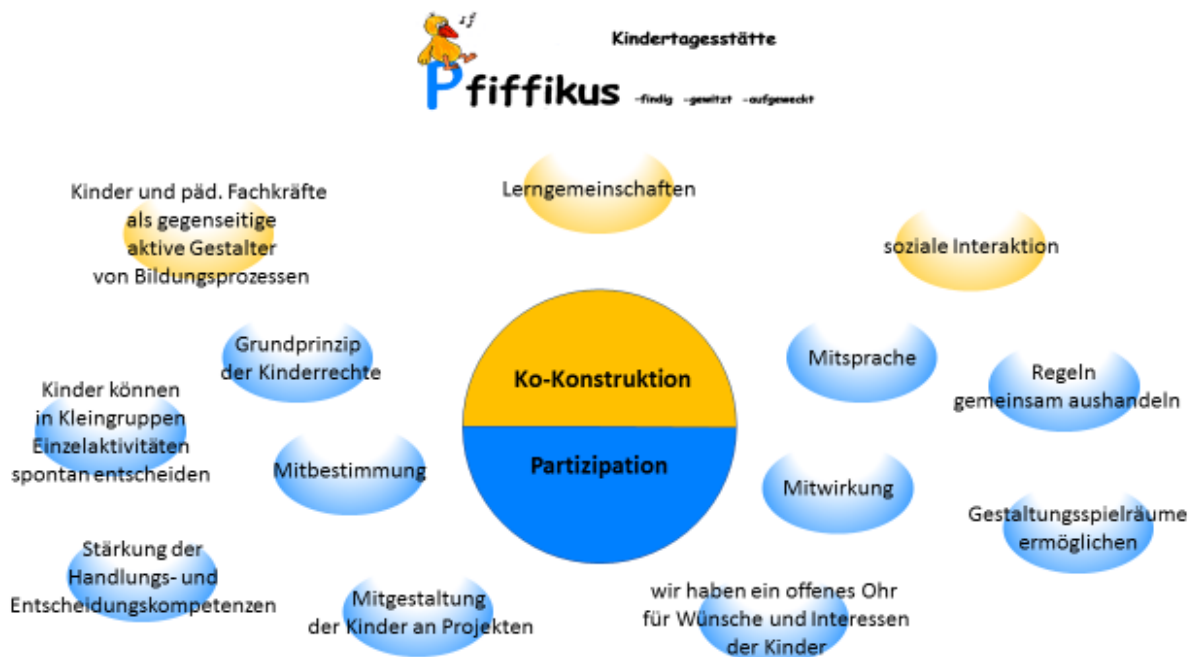 Kindertagesstätte
Pfiffikus -findig -gewitzt -aufgeweckt
Kinder und päd. Fachkräfte
als gegenseitige
aktive Gestalter
von Bildungsprozessen
Lerngemeinschaften
soziale Interaktion
Grundprinzip
der Kinderrechte
Ko-Konstruktion
Mitsprache
Regeln
gemeinsam aushandeln
Kinder können
in Kleingruppen
Einzelaktivitäten
spontan entscheiden
Mitbestimmung
Partizipation
Mitwirkung
Gestaltungsspielräume
ermöglichen
Stärkung der
Handlungs- und
Entscheidungskompetenzen
Mitgestaltung
der Kinder an Projekten
wir haben ein offenes Ohr
für Wünsche und Interessen
der Kinder